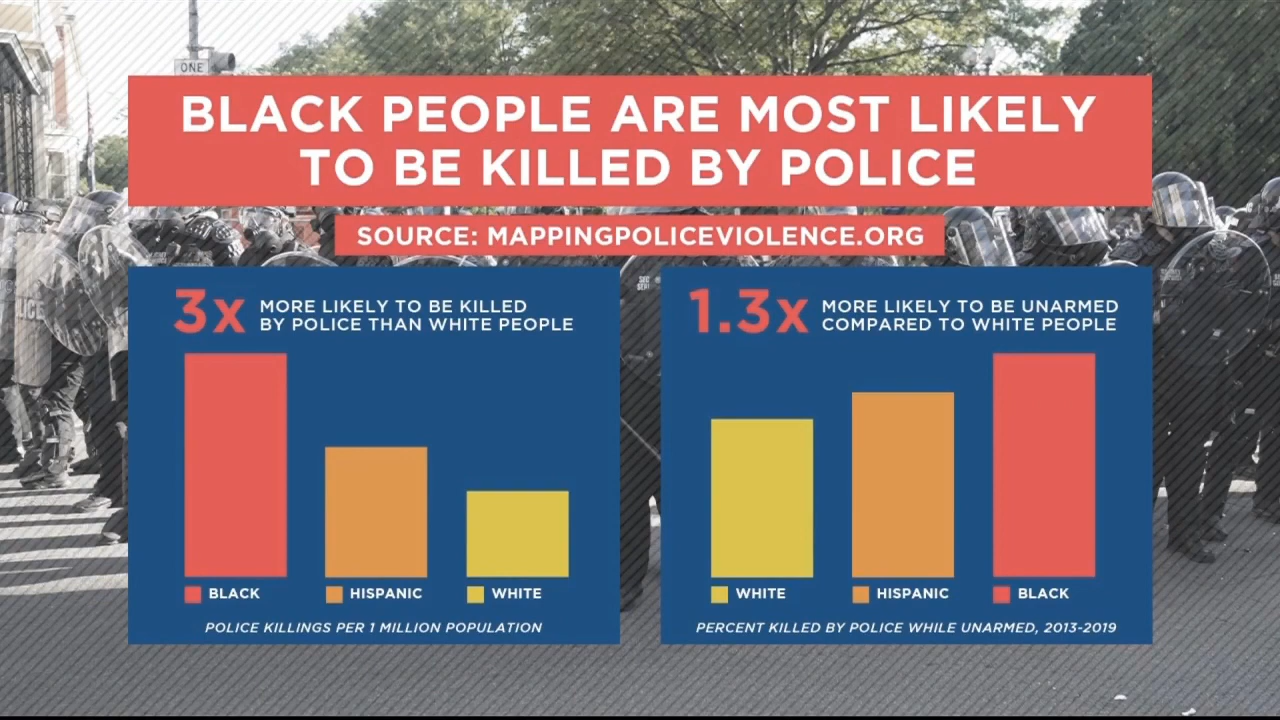 ONE
BLACK PEOPLE ARE MOST LIKELY
TO BE KILLED BY POLICE
SOURCE: MAPPINGPOLICEVIOLENCE.ORG
3x
MORE LIKELY TO BE KILLED
BY POLICE THAN WHITE PEOPLE
BLACK
HISPANIC
WHITE
POLICE KILLINGS PER 1 MILLION POPULATION
1.3x
MORE LIKELY TO BE UNARMED
COMPARED TO WHITE PEOPLE
WHITE
HISPANIC
BLACK
PERCENT KILLED BY POLICE WHILE UNARMED, 2013-2019